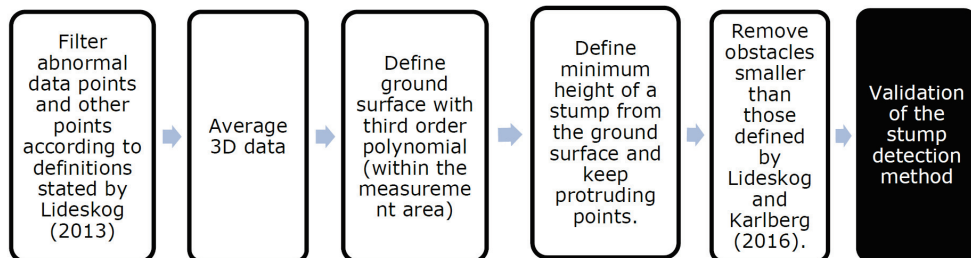 Filter
abnormal
data points
and other
points
according to
definitions
stated by
Lideskog
(2013)
Average
3D data
Define
ground
surface with
third order
polynomial
(within the
measureme
nt area)
Define
minimum
height of a
stump from
the ground
surface and
keep
protruding
points.
Remove
obstacles
smaller
than
those
defined
by
Lideskog
and
Karlberg
(2016).
Validation
of the
stump
detection
method